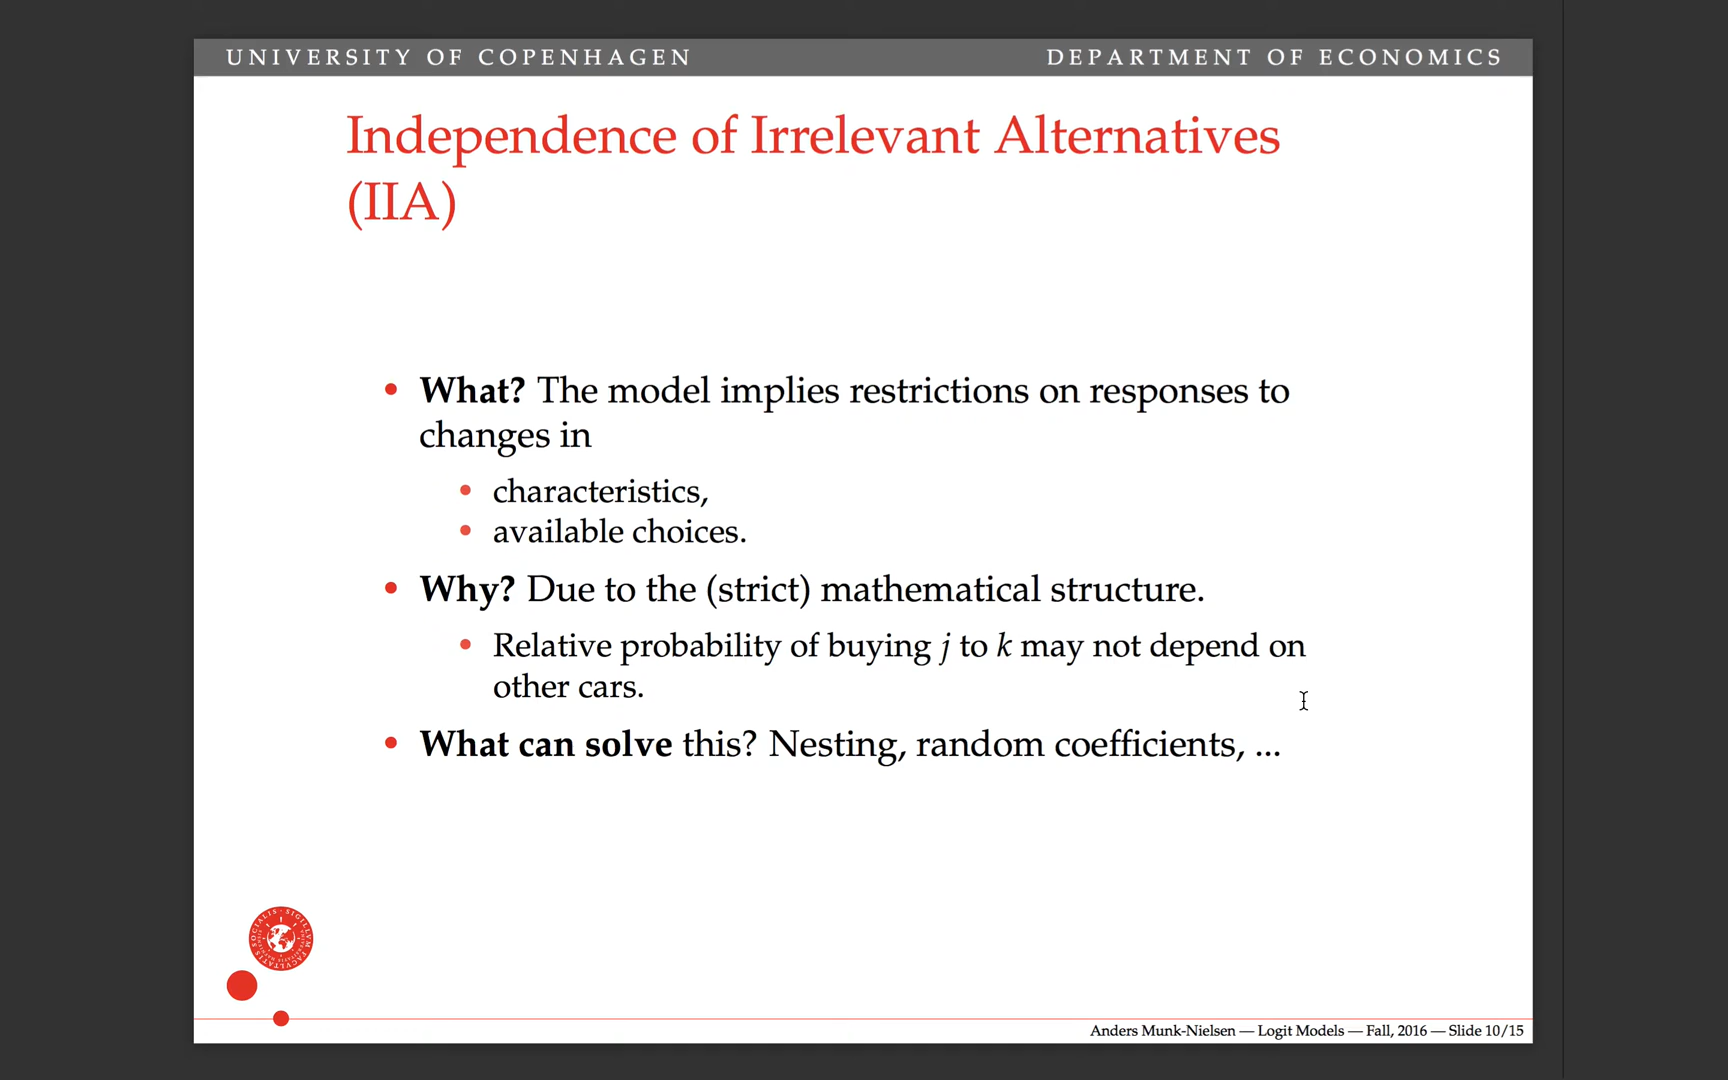 UNIVERSITY OF COPENHAGEN DEPARTMENT OF ECONOMICS
Independence of Irrelevant Alternatives
(IIA)
• What? The model implies restrictions on responses to
changes in
• characteristics,
• available choices.
• Why? Due to the (strict) mathematical structure.
• Relative probability of buying j to k may not depend on
other cars.
• What can solve this? Nesting, random coefficients, ...
Anders Munk-Nielsen — Logit Models — Fall, 2016 — Slide 10/15